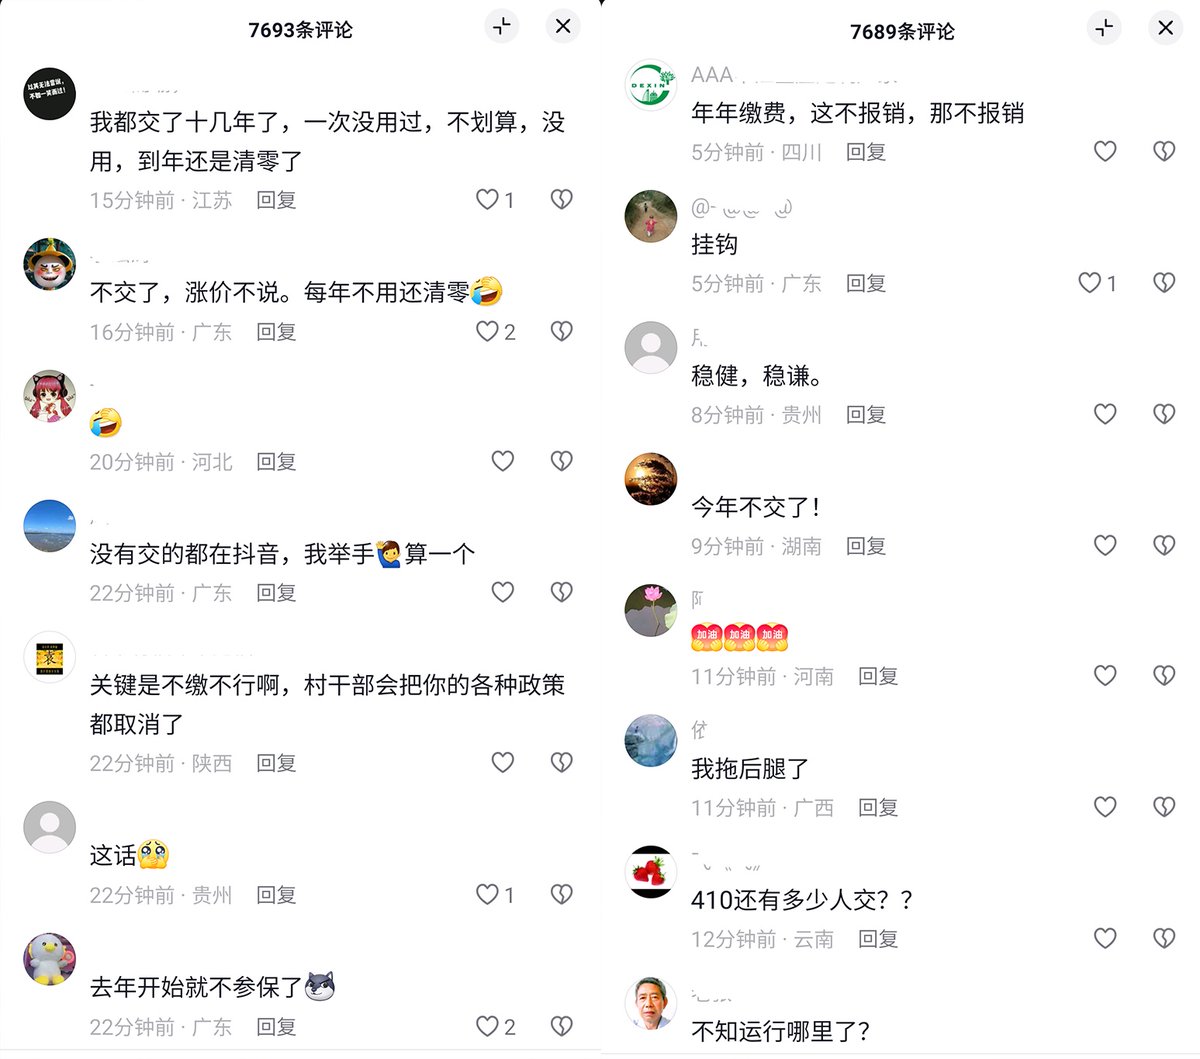 7693条评论
我都交了十几年了，一次没用过，不划算，没
用，到年还是清零了
15分钟前 · 江苏 回复 1
不交了，涨价不说。每年不用还清零🤣
16分钟前 · 广东 回复 2
🤣
20分钟前 · 河北 回复
没有交的都在抖音，我举手🙋‍♂️算一个
22分钟前 · 广东 回复
袁
关键是不缴不行啊，村干部会把你的各种政策
都取消了
22分钟前 · 陕西 回复
这话🥹
22分钟前 · 贵州 回复 1
去年开始就不参保了
22分钟前 · 广东 回复 2
7689条评论
DEXIN
AAA
年年缴费，这不报销，那不报销
5分钟前 · 四川 回复
挂钩
5分钟前 · 广东 回复 1
稳健，稳谦。
8分钟前 · 贵州 回复
今年不交了！
9分钟前 · 湖南 回复
加油 加油 加油
11分钟前 · 河南 回复
我拖后腿了
11分钟前 · 广西 回复
410还有多少人交？？
12分钟前 · 云南 回复
不知运行哪里了？